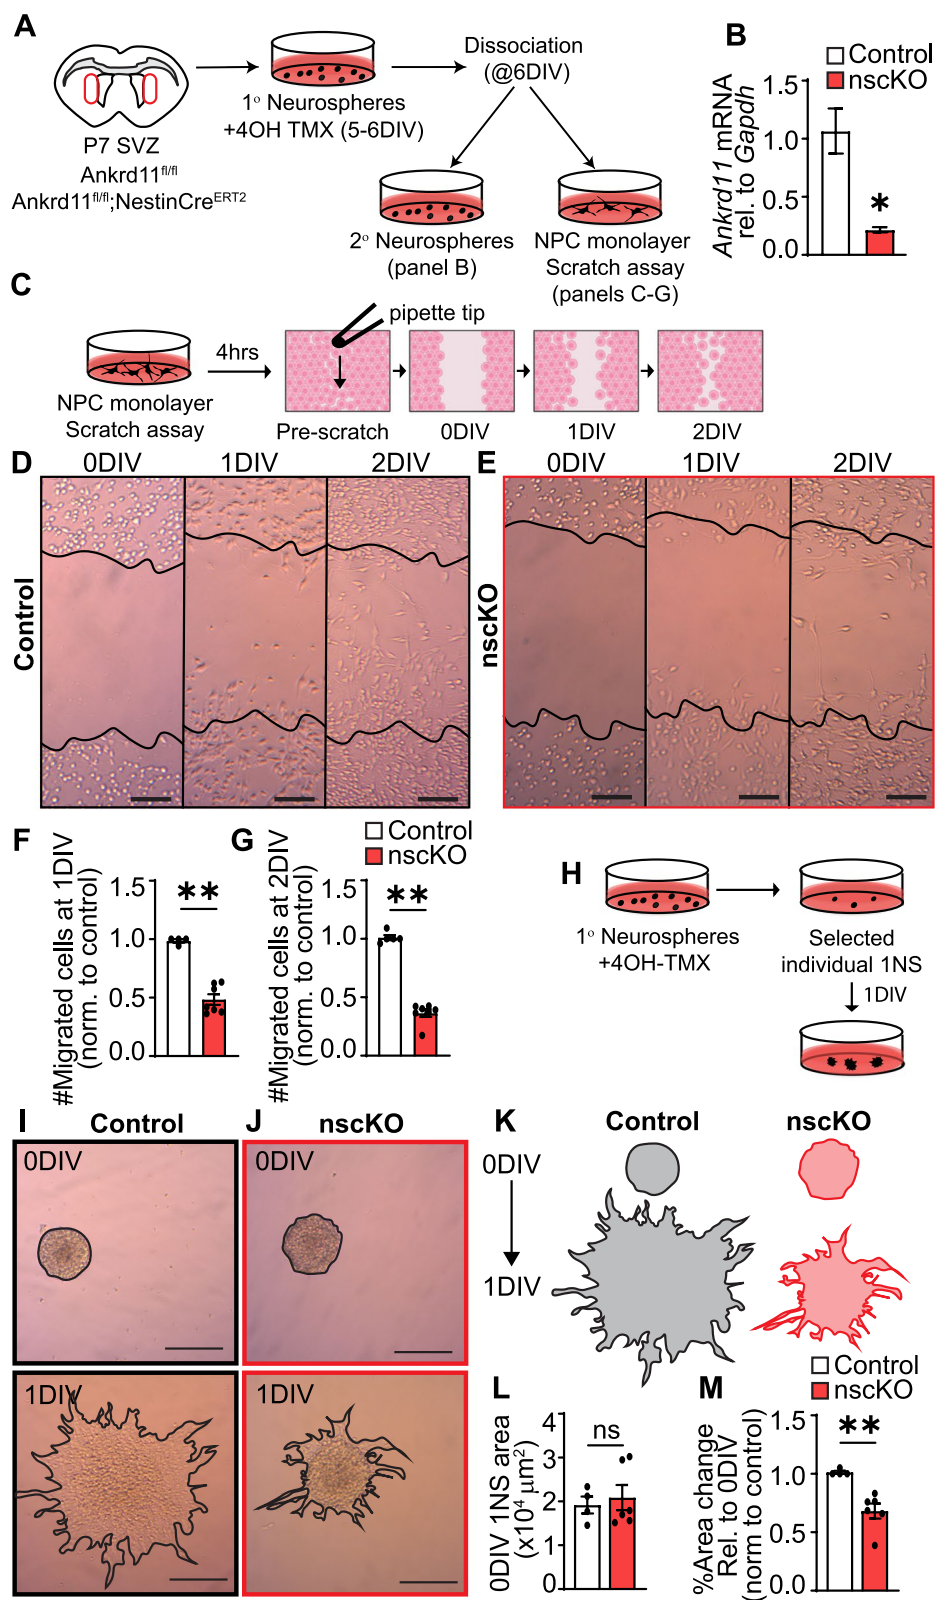 A
P7 SVZ
Ankrd11fl/fl
Ankrd11fl/fl;NestinCreERT2
1o Neurospheres
+4OH TMX (5-6DIV)
Dissociation
(@6DIV)
2o Neurospheres
(panel B)
NPC monolayer
Scratch assay
(panels C-G)
B
Control
nscKO
Ankrd11 mRNA
rel. to Gapdh
1.5
1.0
0.5
0.0
*
C
NPC monolayer
Scratch assay
4hrs
pipette tip
Pre-scratch
0DIV
1DIV
2DIV
D
0DIV
1DIV
2DIV
Control
E
0DIV
1DIV
2DIV
nscKO
F
#Migrated cells at 1DIV
(norm. to control)
1.5
1.0
0.5
0.0
**
G
Control
nscKO
#Migrated cells at 2DIV
(norm. to control)
1.5
1.0
0.5
0.0
**
H
1o Neurospheres
+4OH-TMX
Selected
individual 1NS
1DIV
I
Control
0DIV
1DIV
J
nscKO
0DIV
1DIV
K
Control
nscKO
0DIV
1DIV
L
0DIV 1NS area
(x10⁴ µm²)
4
3
2
1
0
ns
M
Control
nscKO
%Area change
Rel. to 0DIV
(norm to control)
1.5
1.0
0.5
0.0
**